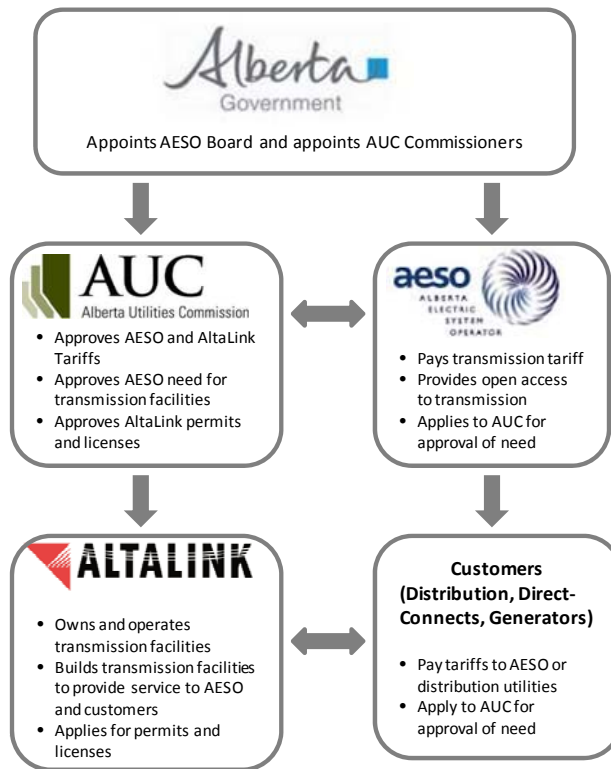 Alberta
Government
Appoints AESO Board and appoints AUC Commissioners
AUC
Alberta Utilities Commission
• Approves AESO and AltaLink
Tariffs
• Approves AESO need for
transmission facilities
• Approves AltaLink permits
and licenses
aeso
ALBERTA
ELECTRIC
SYSTEM
OPERATOR
• Pays transmission tariff
• Provides open access
to transmission
• Applies to AUC for
approval of need
ALTALINK
• Owns and operates
transmission facilities
• Builds transmission facilities
to provide service to AESO
and customers
• Applies for permits and
licenses
Customers
(Distribution, Direct-
Connects, Generators)
• Pay tariffs to AESO or
distribution utilities
• Apply to AUC for
approval of need